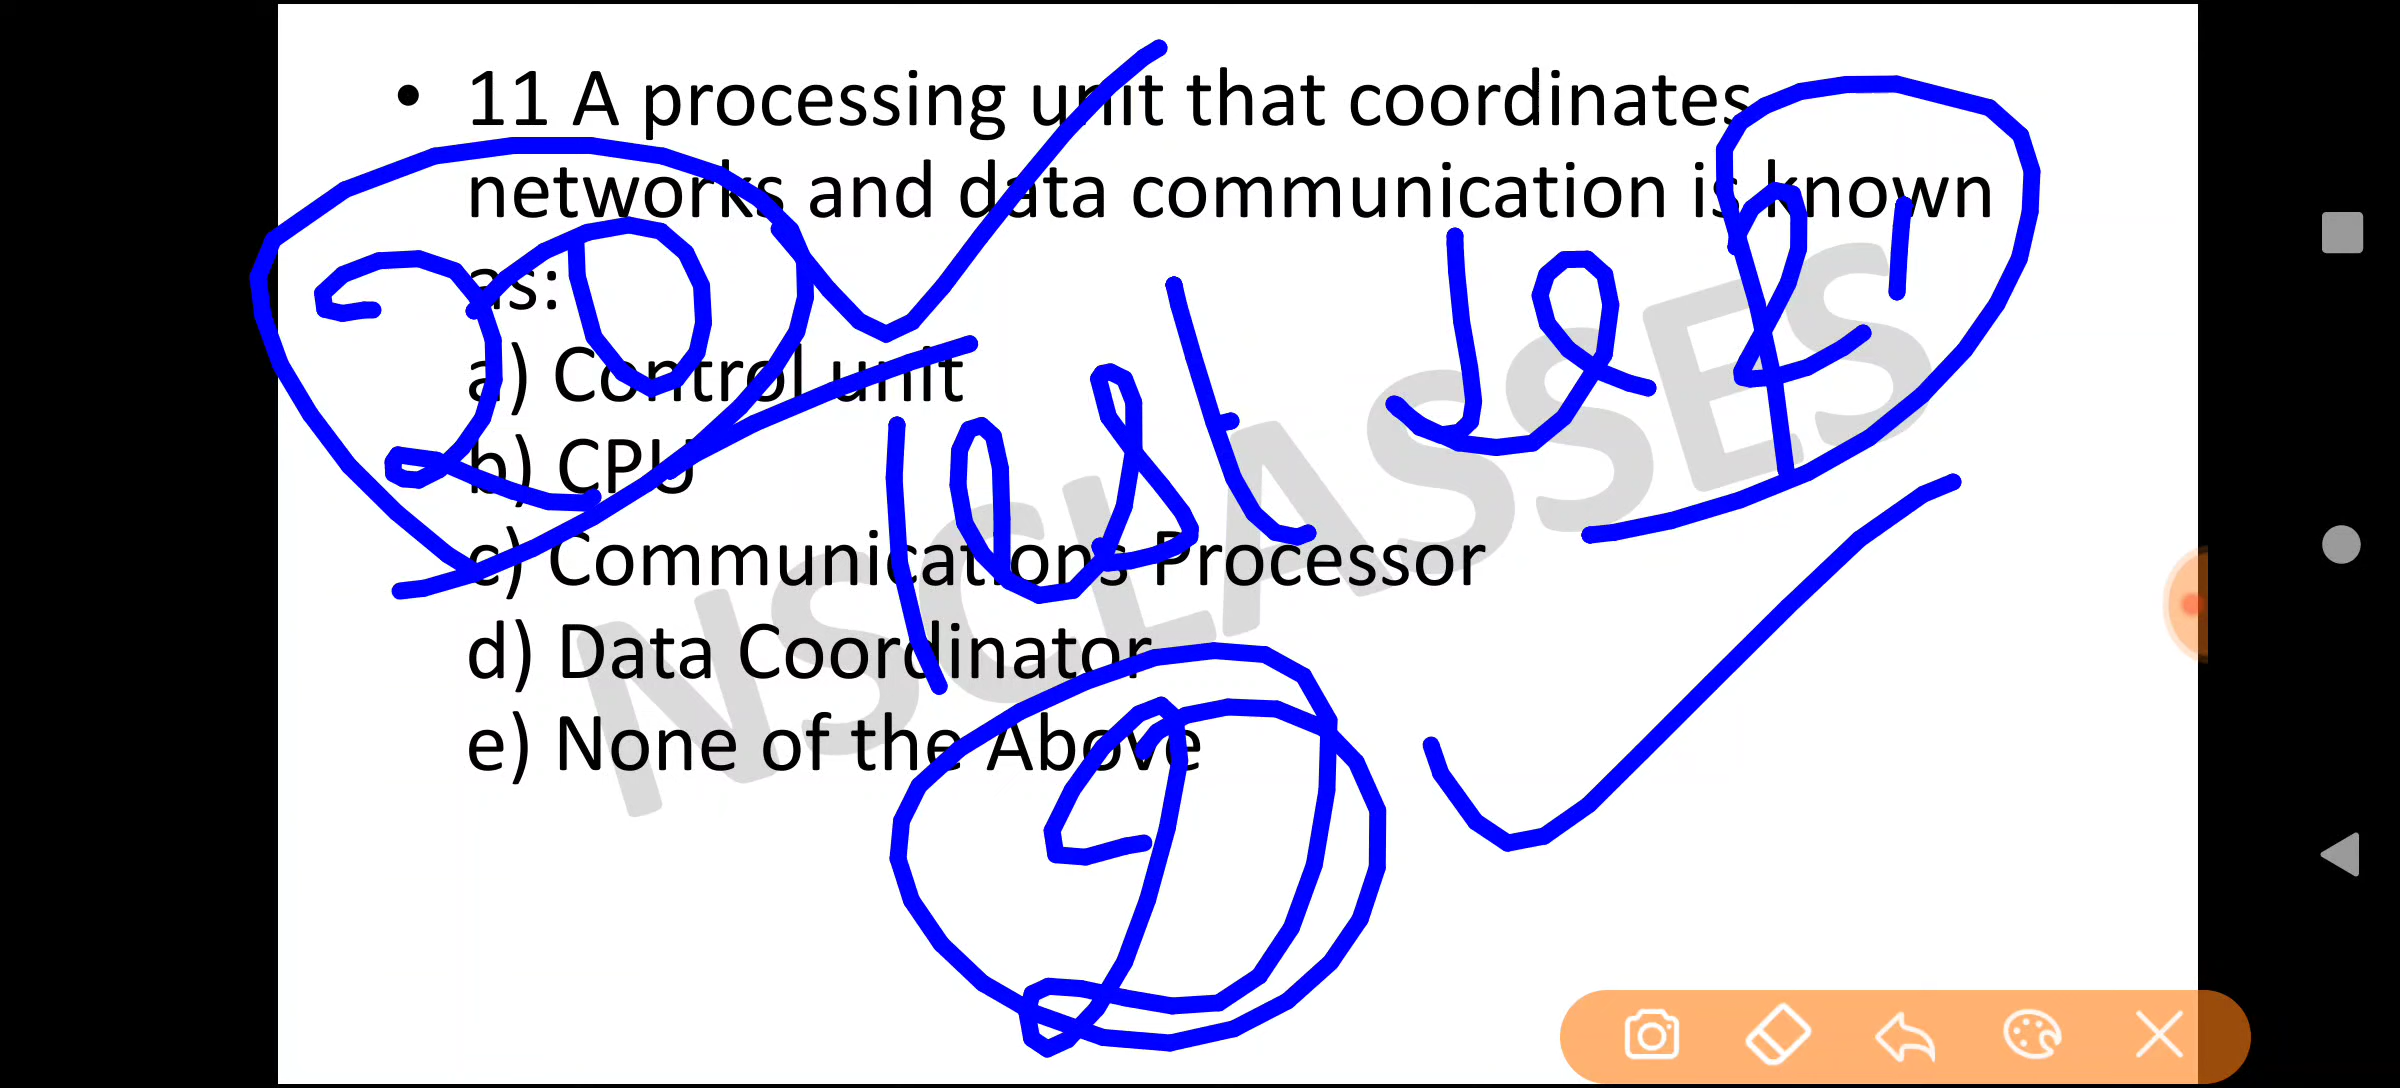 • 11 A processing unit that coordinates
networks and data communication is known
as:
a) Control unit
b) CPU
c) Communications Processor
d) Data Coordinator
e) None of the Above
NSCLASSES
20